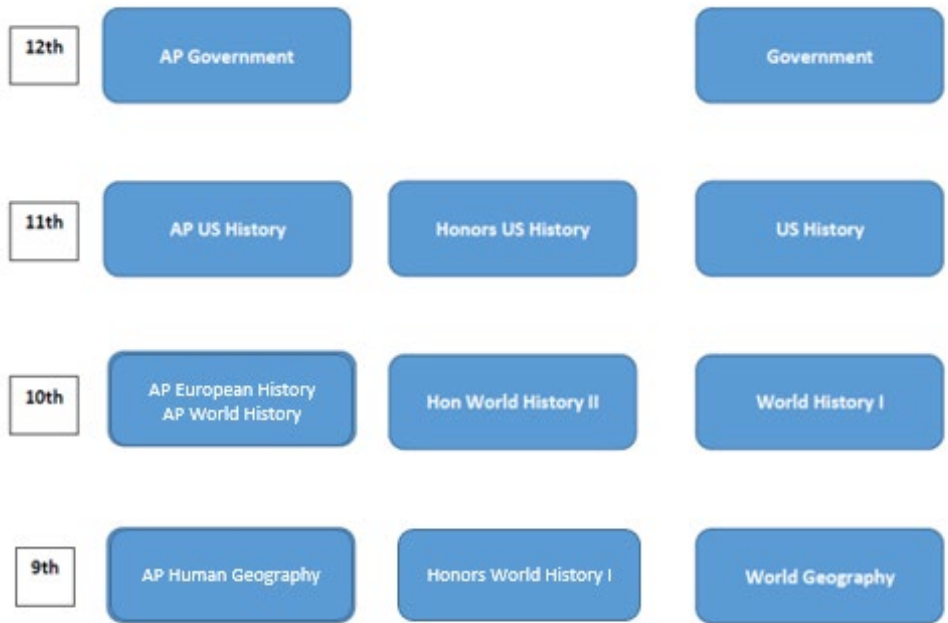 12th
AP Government
Government
11th
AP US History
Honors US History
US History
10th
AP European History
AP World History
Hon World History II
World History I
9th
AP Human Geography
Honors World History I
World Geography